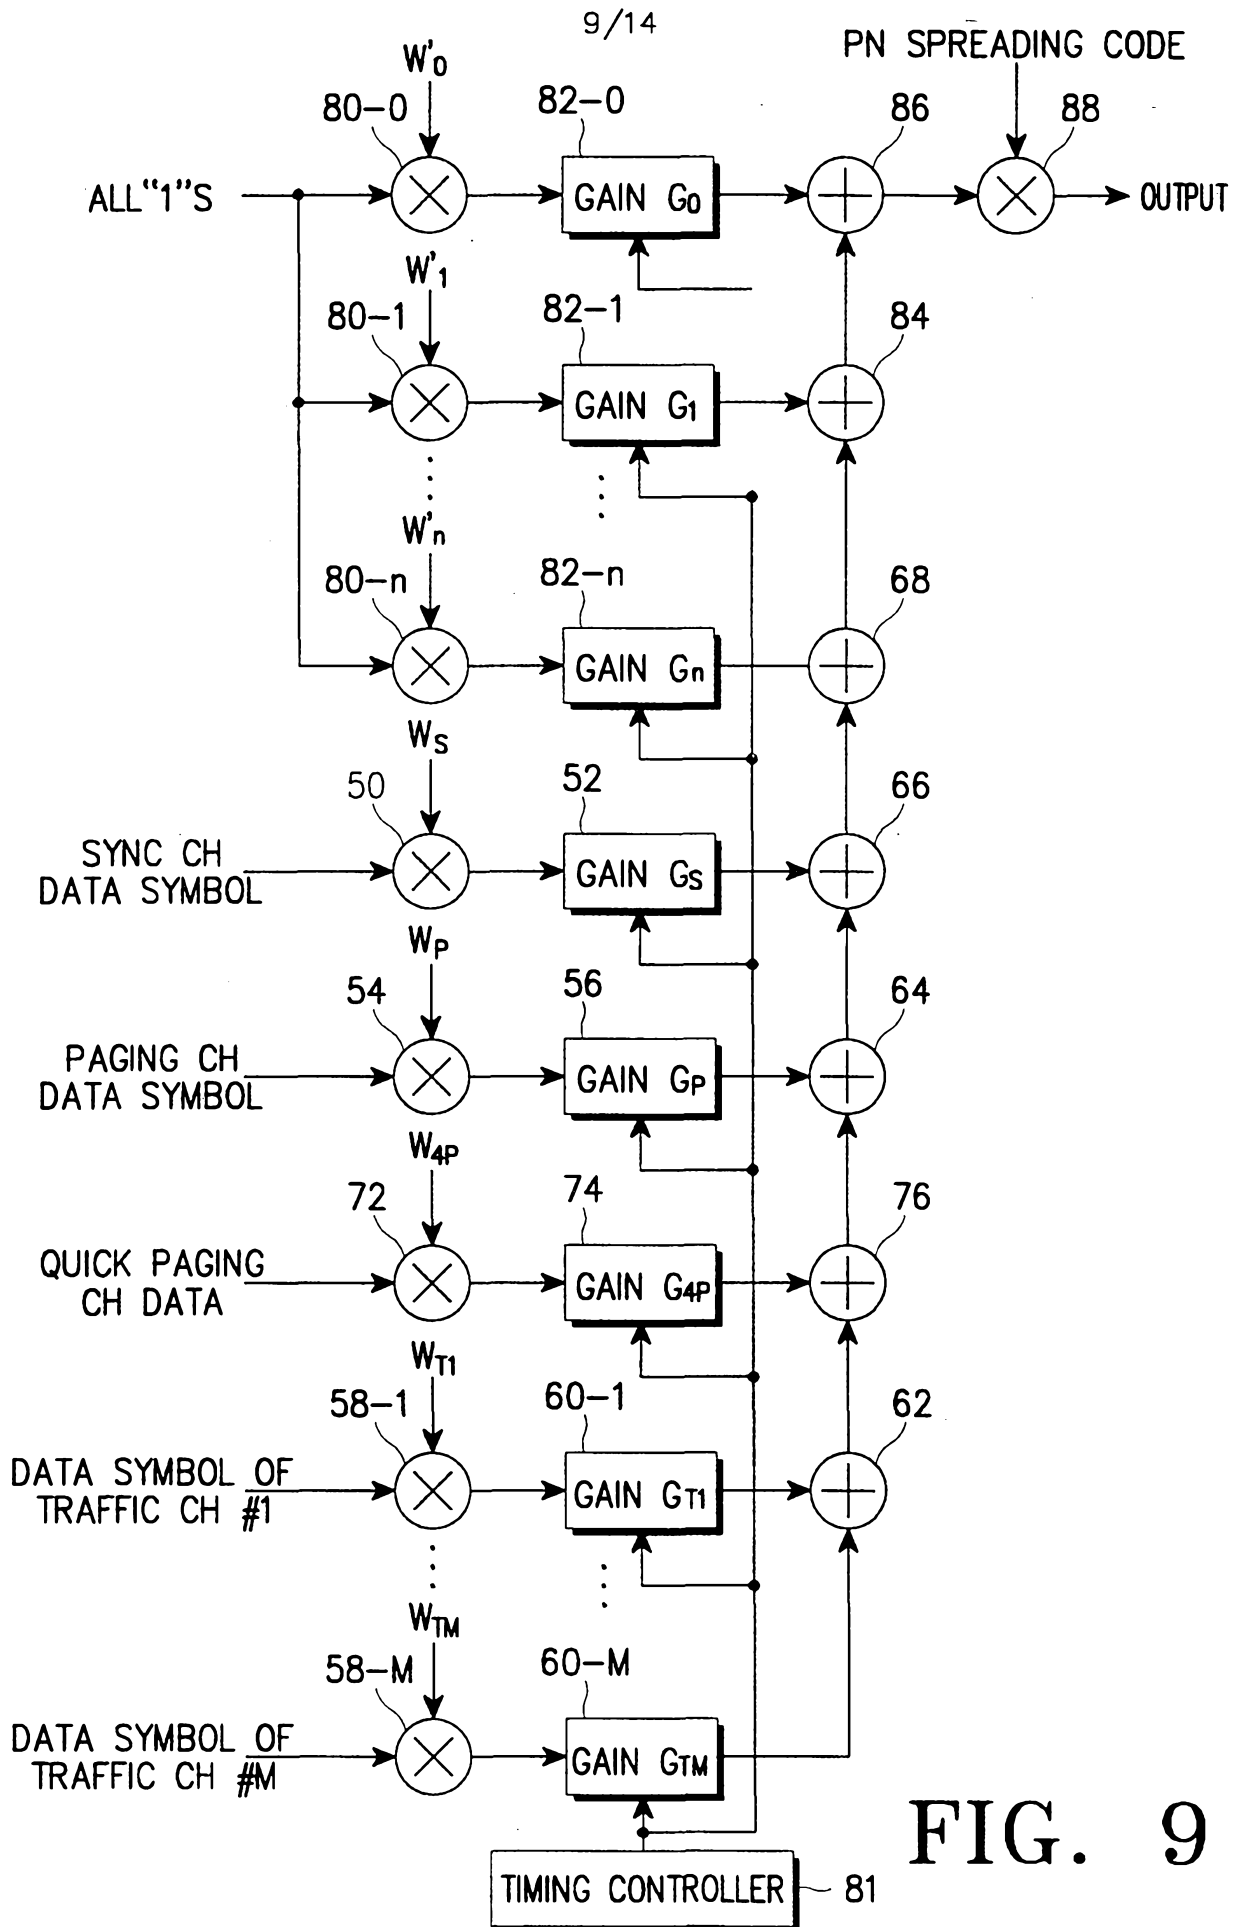 9/14
PN SPREADING CODE
W'0
80-0
82-0
86
88
ALL "1"S
GAIN G0
OUTPUT
W'1
80-1
82-1
84
GAIN G1
W'n
80-n
82-n
68
GAIN Gn
WS
50
52
66
SYNC CH
DATA SYMBOL
GAIN GS
WP
54
56
64
PAGING CH
DATA SYMBOL
GAIN GP
W4P
72
74
76
QUICK PAGING
CH DATA
GAIN G4P
WT1
58-1
60-1
62
DATA SYMBOL OF
TRAFFIC CH #1
GAIN GT1
WTM
58-M
60-M
DATA SYMBOL OF
TRAFFIC CH #M
GAIN GTM
FIG. 9
TIMING CONTROLLER
81